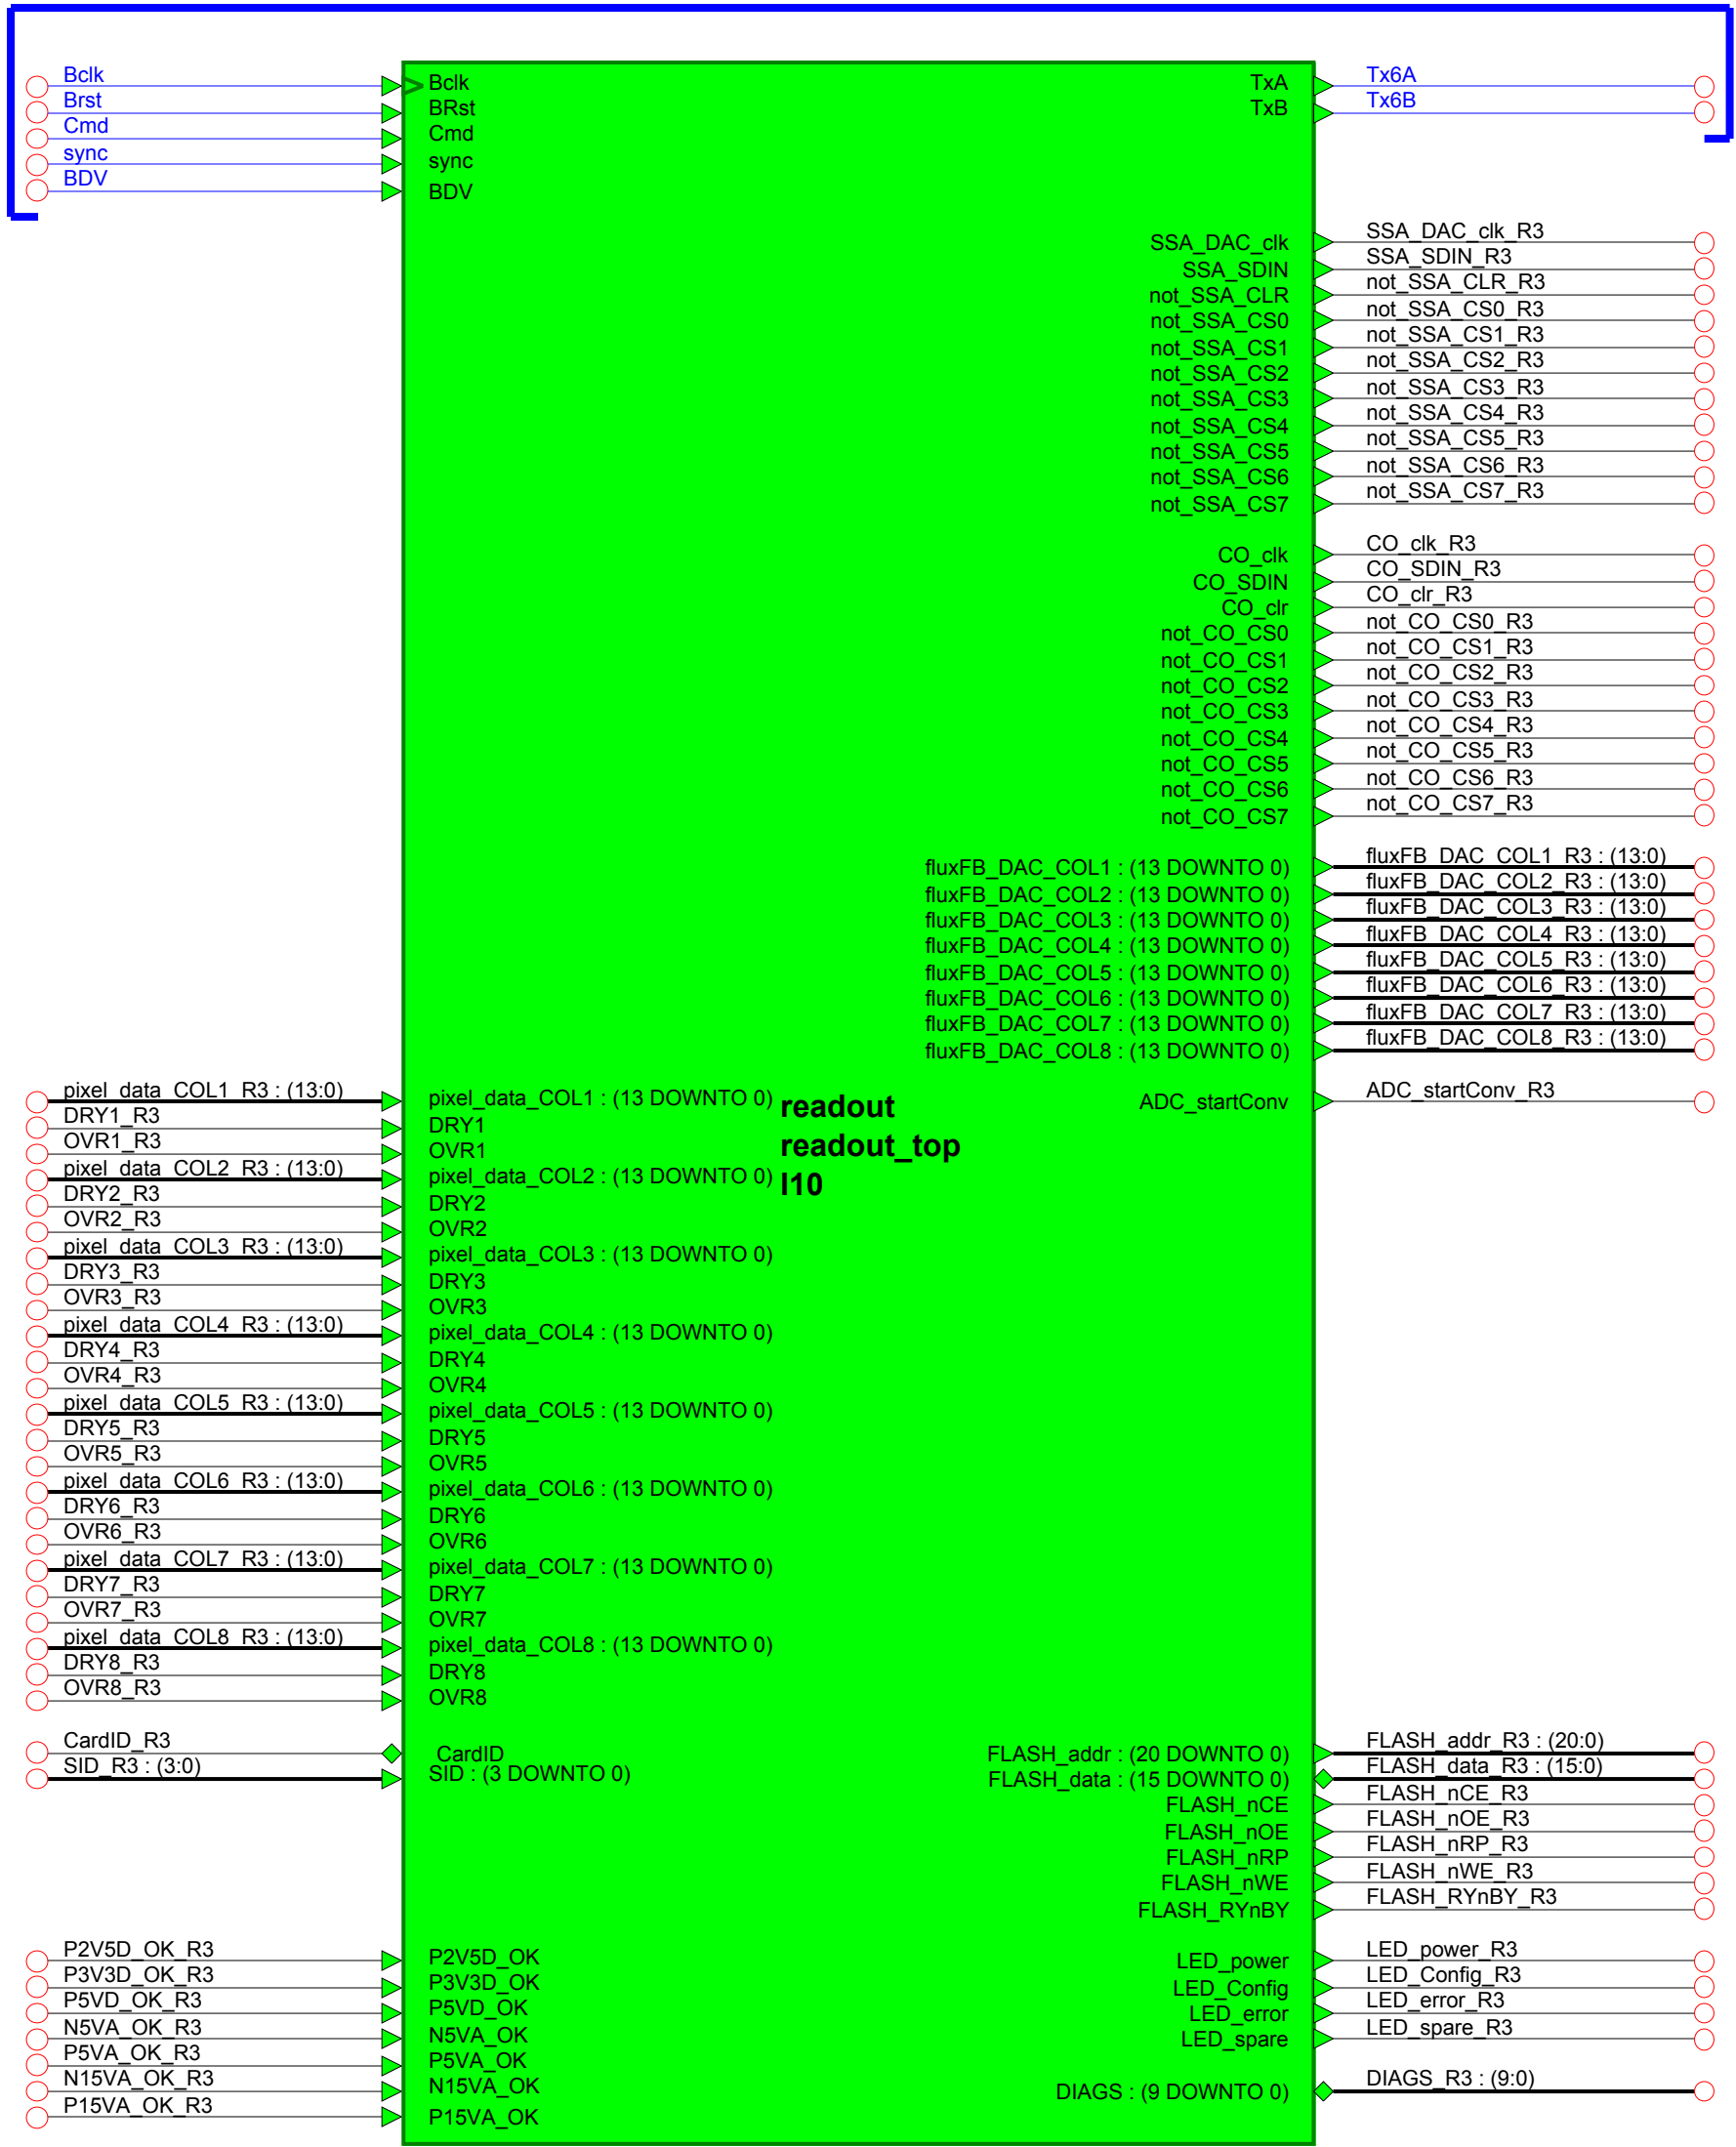 Bclk
Brst
Cmd
sync
BDV
Bclk
BRst
Cmd
sync
BDV
TxA
TxB
Tx6A
Tx6B
SSA_DAC_clk
SSA_SDIN
not_SSA_CLR
not_SSA_CS0
not_SSA_CS1
not_SSA_CS2
not_SSA_CS3
not_SSA_CS4
not_SSA_CS5
not_SSA_CS6
not_SSA_CS7
SSA_DAC_clk_R3
SSA_SDIN_R3
not_SSA_CLR_R3
not_SSA_CS0_R3
not_SSA_CS1_R3
not_SSA_CS2_R3
not_SSA_CS3_R3
not_SSA_CS4_R3
not_SSA_CS5_R3
not_SSA_CS6_R3
not_SSA_CS7_R3
CO_clk
CO_SDIN
CO_clr
not_CO_CS0
not_CO_CS1
not_CO_CS2
not_CO_CS3
not_CO_CS4
not_CO_CS5
not_CO_CS6
not_CO_CS7
CO_clk_R3
CO_SDIN_R3
CO_clr_R3
not_CO_CS0_R3
not_CO_CS1_R3
not_CO_CS2_R3
not_CO_CS3_R3
not_CO_CS4_R3
not_CO_CS5_R3
not_CO_CS6_R3
not_CO_CS7_R3
fluxFB_DAC_COL1 : (13 DOWNTO 0)
fluxFB_DAC_COL2 : (13 DOWNTO 0)
fluxFB_DAC_COL3 : (13 DOWNTO 0)
fluxFB_DAC_COL4 : (13 DOWNTO 0)
fluxFB_DAC_COL5 : (13 DOWNTO 0)
fluxFB_DAC_COL6 : (13 DOWNTO 0)
fluxFB_DAC_COL7 : (13 DOWNTO 0)
fluxFB_DAC_COL8 : (13 DOWNTO 0)
fluxFB_DAC_COL1_R3 : (13:0)
fluxFB_DAC_COL2_R3 : (13:0)
fluxFB_DAC_COL3_R3 : (13:0)
fluxFB_DAC_COL4_R3 : (13:0)
fluxFB_DAC_COL5_R3 : (13:0)
fluxFB_DAC_COL6_R3 : (13:0)
fluxFB_DAC_COL7_R3 : (13:0)
fluxFB_DAC_COL8_R3 : (13:0)
pixel_data_COL1_R3 : (13:0)
DRY1_R3
OVR1_R3
pixel_data_COL2_R3 : (13:0)
DRY2_R3
OVR2_R3
pixel_data_COL3_R3 : (13:0)
DRY3_R3
OVR3_R3
pixel_data_COL4_R3 : (13:0)
DRY4_R3
OVR4_R3
pixel_data_COL5_R3 : (13:0)
DRY5_R3
OVR5_R3
pixel_data_COL6_R3 : (13:0)
DRY6_R3
OVR6_R3
pixel_data_COL7_R3 : (13:0)
DRY7_R3
OVR7_R3
pixel_data_COL8_R3 : (13:0)
DRY8_R3
OVR8_R3
pixel_data_COL1 : (13 DOWNTO 0)
DRY1
OVR1
pixel_data_COL2 : (13 DOWNTO 0)
DRY2
OVR2
pixel_data_COL3 : (13 DOWNTO 0)
DRY3
OVR3
pixel_data_COL4 : (13 DOWNTO 0)
DRY4
OVR4
pixel_data_COL5 : (13 DOWNTO 0)
DRY5
OVR5
pixel_data_COL6 : (13 DOWNTO 0)
DRY6
OVR6
pixel_data_COL7 : (13 DOWNTO 0)
DRY7
OVR7
pixel_data_COL8 : (13 DOWNTO 0)
DRY8
OVR8
readout
readout_top
I10
ADC_startConv
ADC_startConv_R3
CardID_R3
SID_R3 : (3:0)
CardID
SID : (3 DOWNTO 0)
FLASH_addr : (20 DOWNTO 0)
FLASH_data : (15 DOWNTO 0)
FLASH_nCE
FLASH_nOE
FLASH_nRP
FLASH_nWE
FLASH_RYnBY
FLASH_addr_R3 : (20:0)
FLASH_data_R3 : (15:0)
FLASH_nCE_R3
FLASH_nOE_R3
FLASH_nRP_R3
FLASH_nWE_R3
FLASH_RYnBY_R3
P2V5D_OK_R3
P3V3D_OK_R3
P5VD_OK_R3
N5VA_OK_R3
P5VA_OK_R3
N15VA_OK_R3
P15VA_OK_R3
P2V5D_OK
P3V3D_OK
P5VD_OK
N5VA_OK
P5VA_OK
N15VA_OK
P15VA_OK
LED_power
LED_Config
LED_error
LED_spare
LED_power_R3
LED_Config_R3
LED_error_R3
LED_spare_R3
DIAGS : (9 DOWNTO 0)
DIAGS_R3 : (9:0)